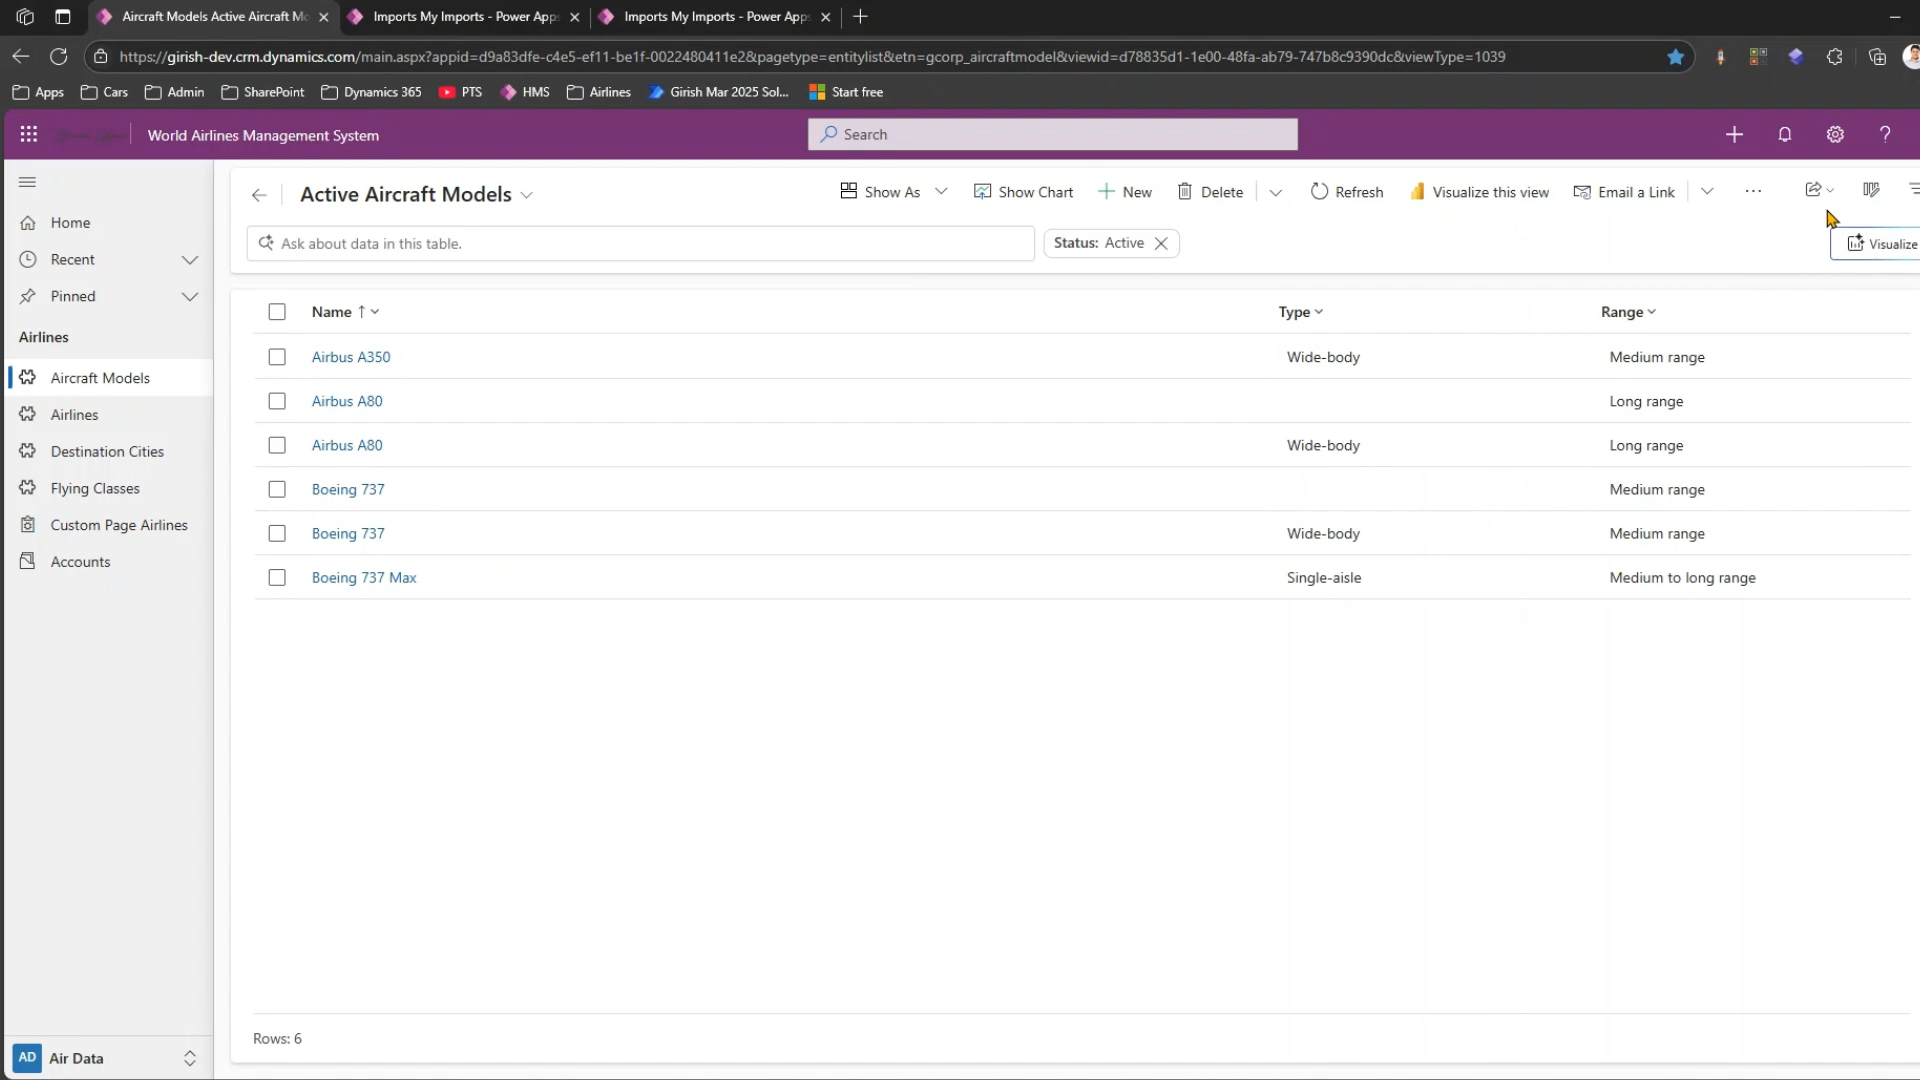 Aircraft Models Active Aircraft Mo
Imports My Imports - Power Apps
Imports My Imports - Power Apps
https://girish-dev.crm.dynamics.com/main.aspx?appid=d9a83dfe-c4e5-ef11-be1f-0022480411e2&pagetype=entitylist&etn=gcorp_aircraftmodel&viewid=d78835d1-1e00-48fa-ab79-747b8c9390dc&viewType=1039
Apps Cars Admin SharePoint Dynamics 365 PTS HMS Airlines Girish Mar 2025 Sol... Start free
World Airlines Management System
Search
Active Aircraft Models
Show As Show Chart New Delete Refresh Visualize this view Email a Link
Ask about data in this table.
Status: Active
Visualize
Home
Recent
Pinned
Airlines
Aircraft Models
Airlines
Destination Cities
Flying Classes
Custom Page Airlines
Accounts
Name Type Range
Airbus A350 Wide-body Medium range
Airbus A80 Long range
Airbus A80 Wide-body Long range
Boeing 737 Medium range
Boeing 737 Wide-body Medium range
Boeing 737 Max Single-aisle Medium to long range
Rows: 6
AD Air Data